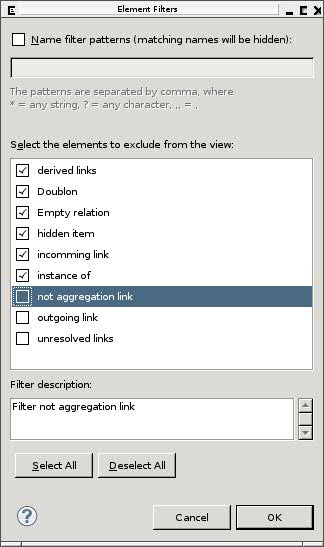 Element Filters
Name filter patterns (matching names will be hidden):
The patterns are separated by comma, where
* = any string, ? = any character, ,, = ,
Select the elements to exclude from the view:
derived links
Doublon
Empty relation
hidden item
incomming link
instance of
not aggregation link
outgoing link
unresolved links
Filter description:
Filter not aggregation link
Select All
Deselect All
?
Cancel
OK